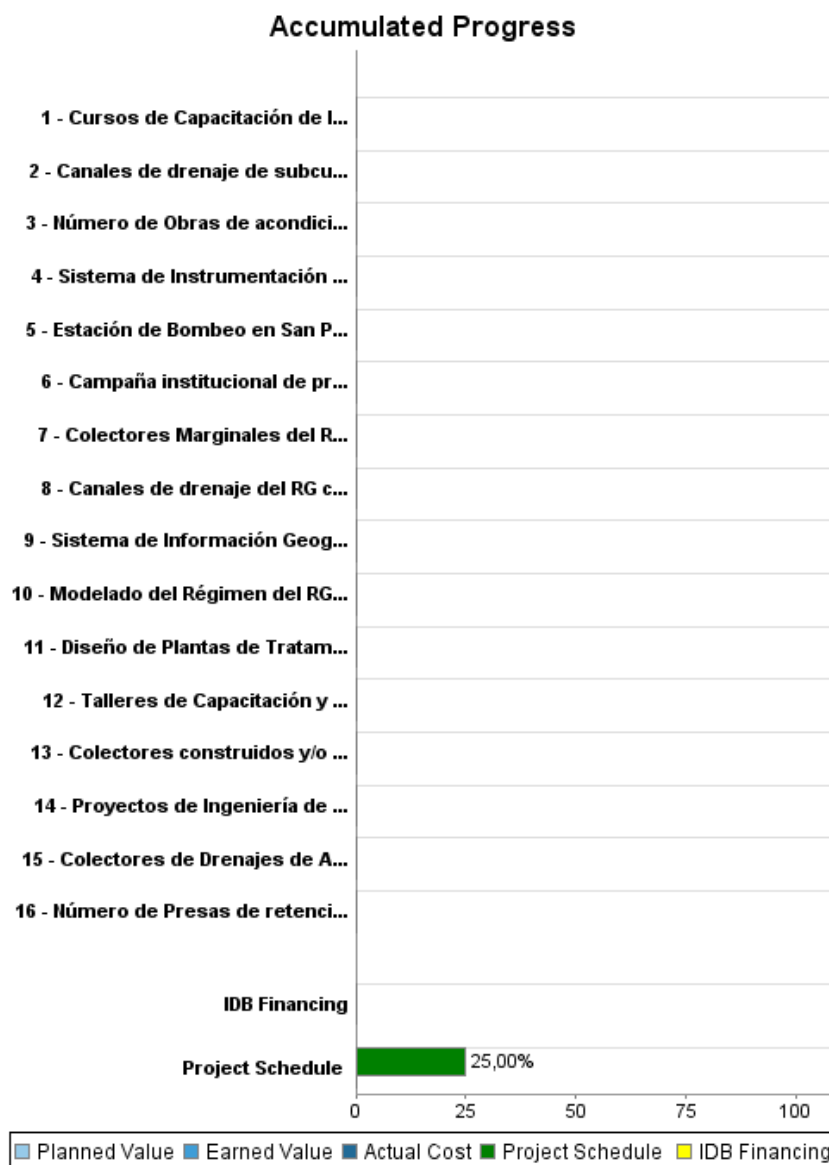 Accumulated Progress
1 - Cursos de Capacitación de l...
2 - Canales de drenaje de subcu...
3 - Número de Obras de acondici...
4 - Sistema de Instrumentación ...
5 - Estación de Bombeo en San P...
6 - Campaña institucional de pr...
7 - Colectores Marginales del R...
8 - Canales de drenaje del RG c...
9 - Sistema de Información Geog...
10 - Modelado del Régimen del RG...
11 - Diseño de Plantas de Tratam...
12 - Talleres de Capacitación y ...
13 - Colectores construidos y/o ...
14 - Proyectos de Ingeniería de ...
15 - Colectores de Drenajes de A...
16 - Número de Presas de retenci...
IDB Financing
Project Schedule 25,00%
0 25 50 75 100
Planned Value Earned Value Actual Cost Project Schedule IDB Financing